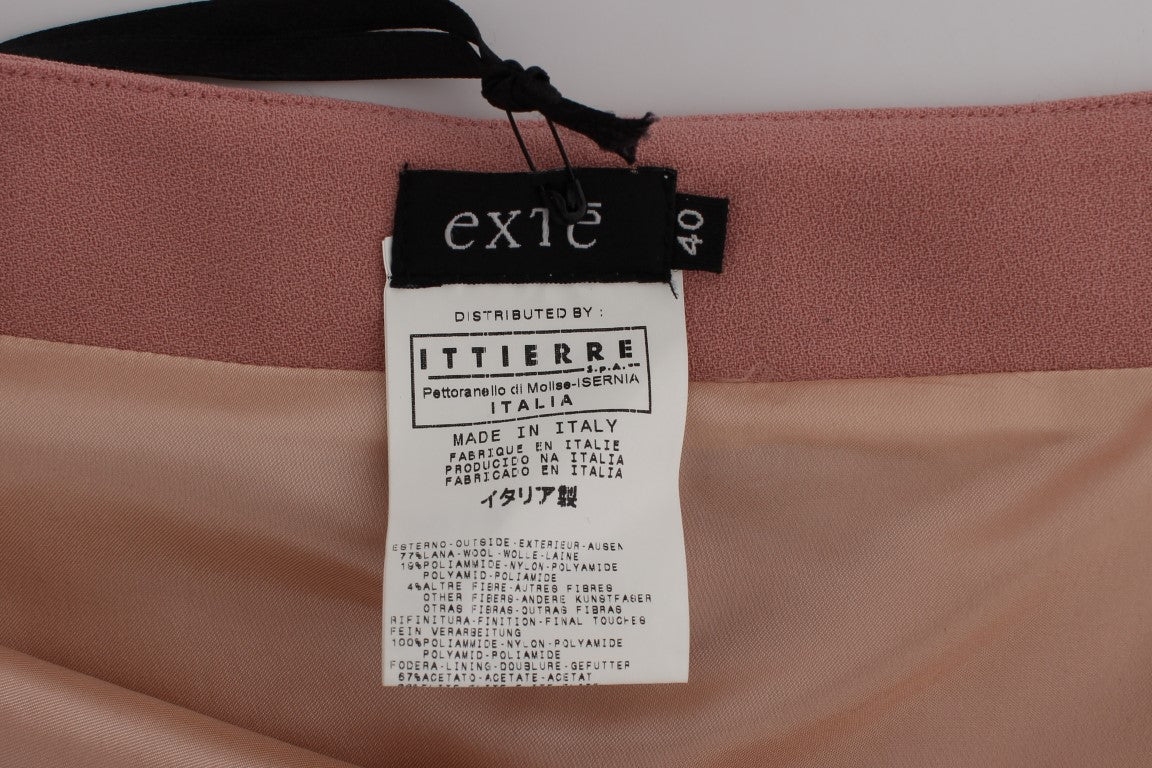 extē
40
DISTRIBUTED BY :
ITTIERRE
S.p.A.
Pettoranello di Molise-ISERNIA
ITALIA
MADE IN ITALY
FABRIQUE EN ITALIE
PRODUCIDO NA ITALIA
FABRICADO EN ITALIA
イタリア製
ESTERNO-OUTSIDE-EXTERIEUR-AUSEN
77%LANA-WOOL-WOLLE-LAINE
19%POLIAMMIDE-NYLON-POLYAMIDE
POLYAMID-POLIAMIDE
4%ALTRE FIBRE-AUTRES FIBRES
OTHER FIBERS-ANDERE KUNSTFASER
OTRAS FIBRAS-OUTRAS FIBRAS
RIFINITURA-FINITION-FINAL TOUCHES
FEIN VERARBEITUNG
100%POLIAMMIDE-NYLON-POLYAMIDE
POLYAMID-POLIAMIDE
FODERA-LINING-DOUBLURE-GEFUTTER
67%ACETATO-ACETATE-ACETAT